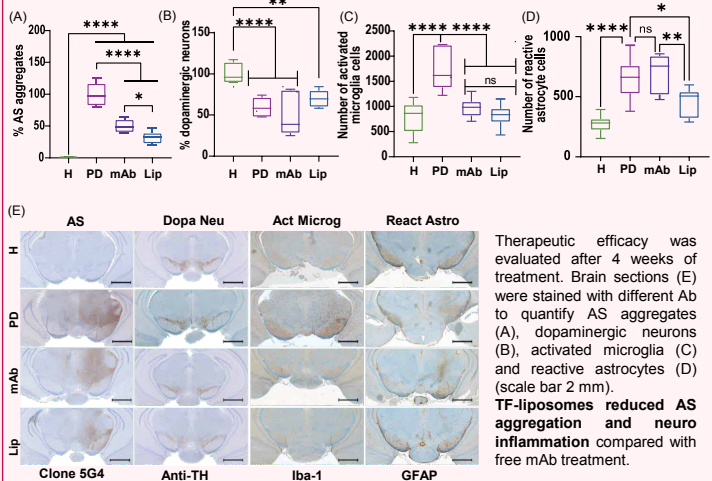 (A)
% AS aggregates
200
150
100
50
0
****
****
*
H PD mAb Lip
(B)
% dopaminergic neurons
150
100
50
0
**
****
H PD mAb Lip
(C)
Number of activated
microglia cells
2500
2000
1500
1000
500
0
**** ****
ns
H PD mAb Lip
(D)
Number of reactive
astrocyte cells
1000
500
0
*
**** ns
**
H PD mAb Lip
(E)
AS Dopa Neu Act Microg React Astro
H
PD
mAb
Lip
Clone 5G4 Anti-TH Iba-1 GFAP
Therapeutic efficacy was
evaluated after 4 weeks of
treatment. Brain sections (E)
were stained with different Ab
to quantify AS aggregates
(A), dopaminergic neurons
(B), activated microglia (C)
and reactive astrocytes (D)
(scale bar 2 mm).
TF-liposomes reduced AS
aggregation and neuro
inflammation compared with
free mAb treatment.